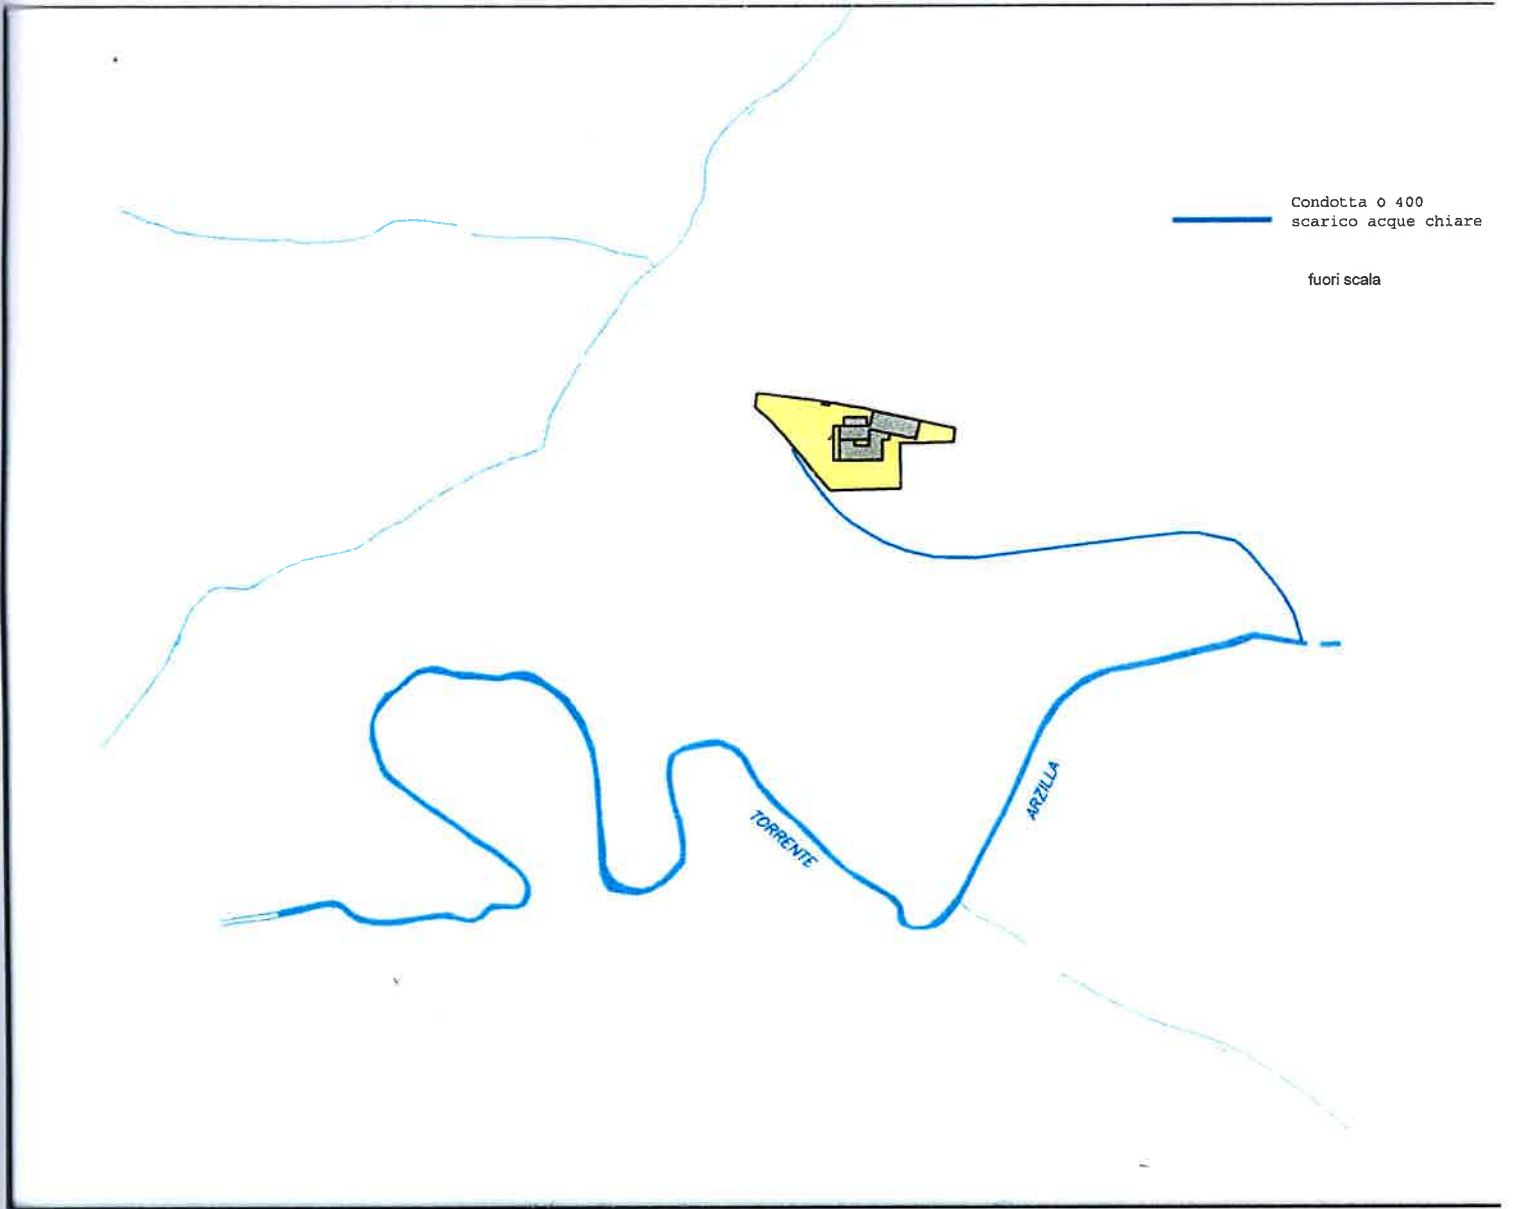 Condotta O 400
scarico acque chiare
fuori scala
TORRENTE
ARZILLA